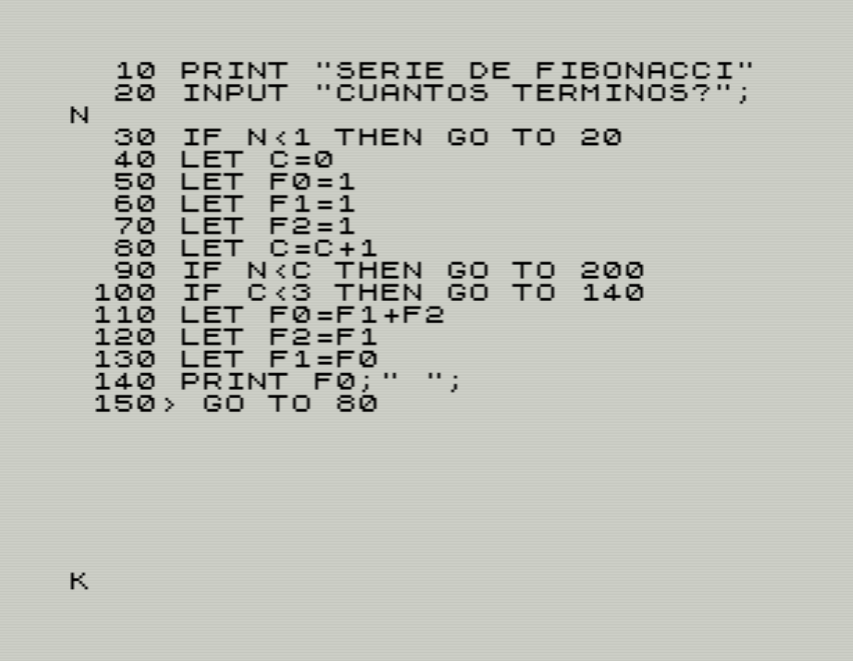 10 PRINT "SERIE DE FIBONACCI"
20 INPUT "CUANTOS TERMINOS?";
N
30 IF N<1 THEN GO TO 20
40 LET C=0
50 LET F0=1
60 LET F1=1
70 LET F2=1
80 LET C=C+1
90 IF N<C THEN GO TO 200
100 IF C<3 THEN GO TO 140
110 LET F0=F1+F2
120 LET F2=F1
130 LET F1=F0
140 PRINT F0;" ";
150> GO TO 80
K